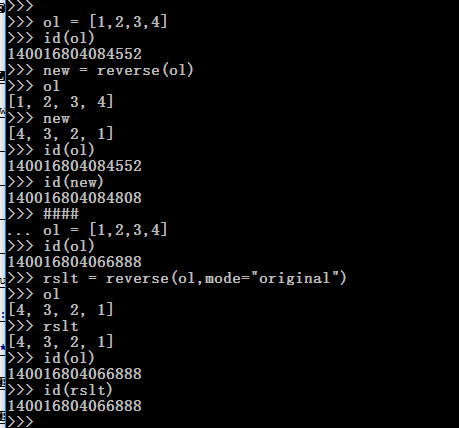 >>>
>>> ol = [1,2,3,4]
>>> id(ol)
140016804084552
>>> new = reverse(ol)
>>> ol
[1, 2, 3, 4]
>>> new
[4, 3, 2, 1]
>>> id(ol)
140016804084552
>>> id(new)
140016804084808
>>> ####
... ol = [1,2,3,4]
>>> id(ol)
140016804066888
>>> rslt = reverse(ol,mode="original")
>>> ol
[4, 3, 2, 1]
>>> rslt
[4, 3, 2, 1]
>>> id(ol)
140016804066888
>>> id(rslt)
140016804066888
>>>